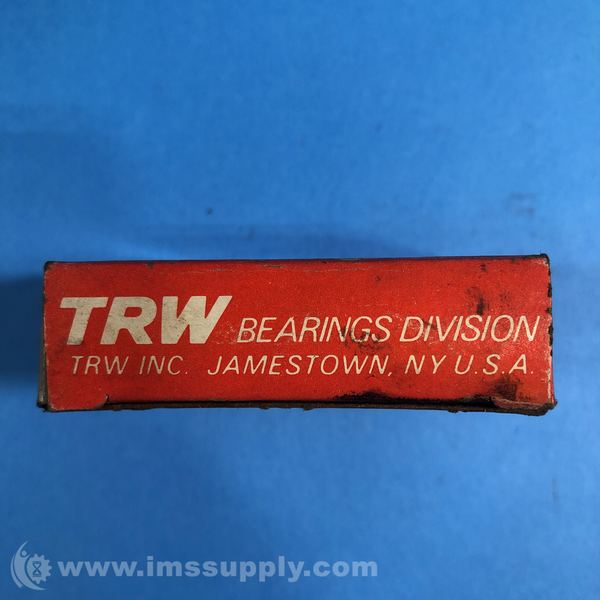 TRW BEARINGS DIVISION
TRW INC. JAMESTOWN, NY U.S.A.
www.imssupply.com